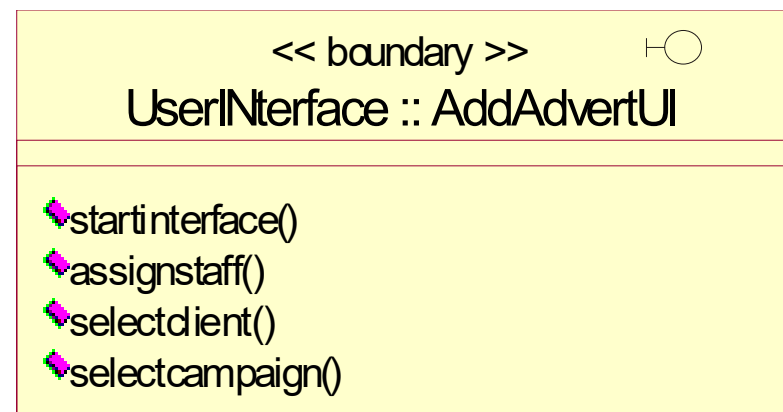 << boundary >>
UserINterface :: AddAdvertUI
startinterface()
assignstaff()
selectclient()
selectcampaign()